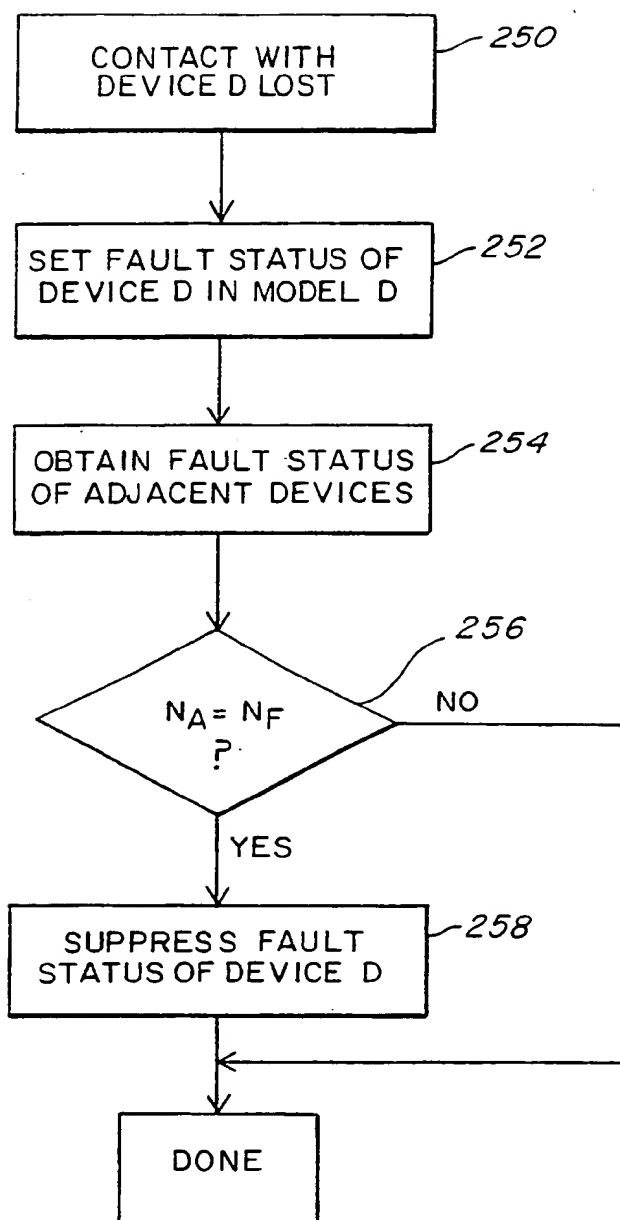 CONTACT WITH
DEVICE D LOST
250
SET FAULT STATUS OF
DEVICE D IN MODEL D
252
OBTAIN FAULT STATUS
OF ADJACENT DEVICES
254
256
NA = NF
?
NO
YES
SUPPRESS FAULT
STATUS OF DEVICE D
258
DONE